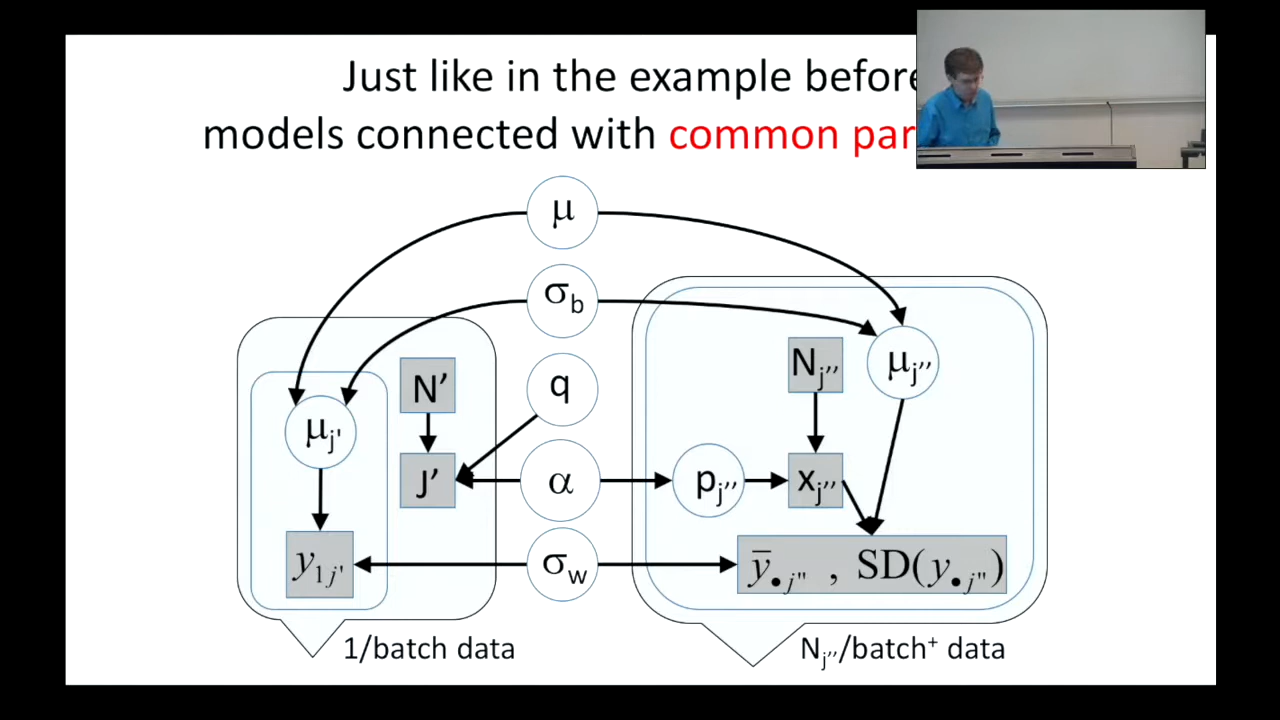 Just like in the example before
models connected with common par
μ
σb
Nj''
μj''
N'
q
μj'
J'
α
pj''
xj''
y1j'
σw
ȳ•j'' , SD(y•j'')
1/batch data
Nj''/batch+ data